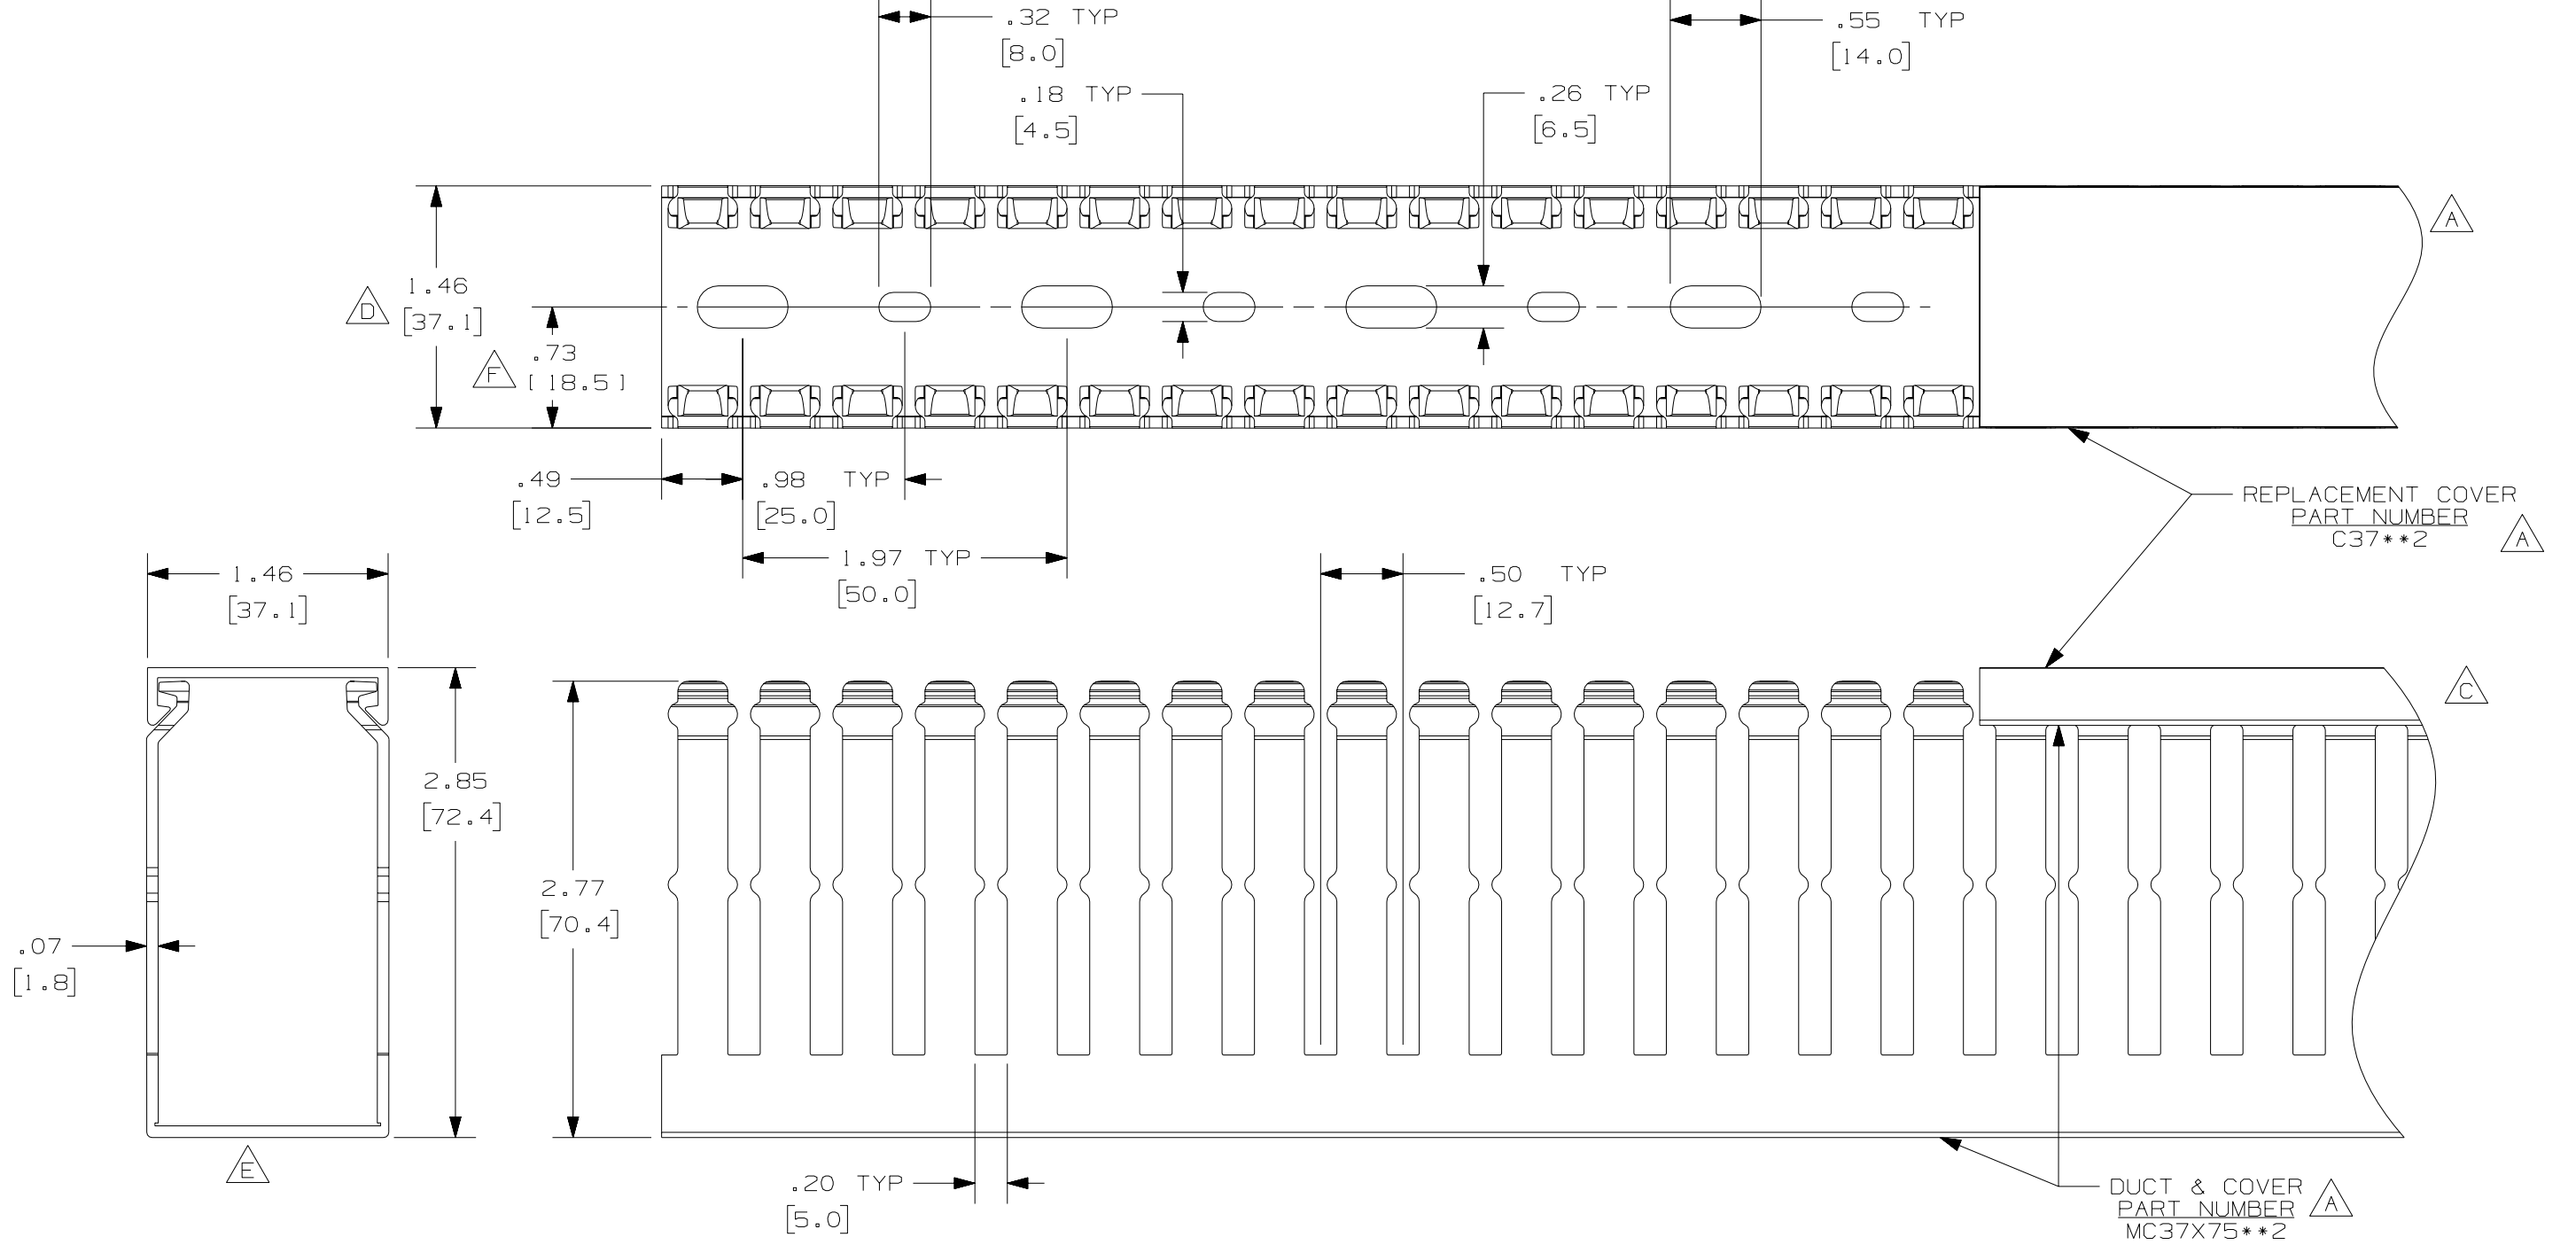 .32 TYP
[8.0]
.55 TYP
[14.0]
.18 TYP
[4.5]
.26 TYP
[6.5]
A
1.46
[37.1]
D
.73
[18.5]
F
.49
[12.5]
.98 TYP
[25.0]
1.97 TYP
[50.0]
REPLACEMENT COVER
PART NUMBER
C37**2
A
1.46
[37.1]
.50 TYP
[12.7]
C
2.85
[72.4]
2.77
[70.4]
.07
[1.8]
E
.20 TYP
[5.0]
DUCT & COVER
PART NUMBER
MC37X75**2
A